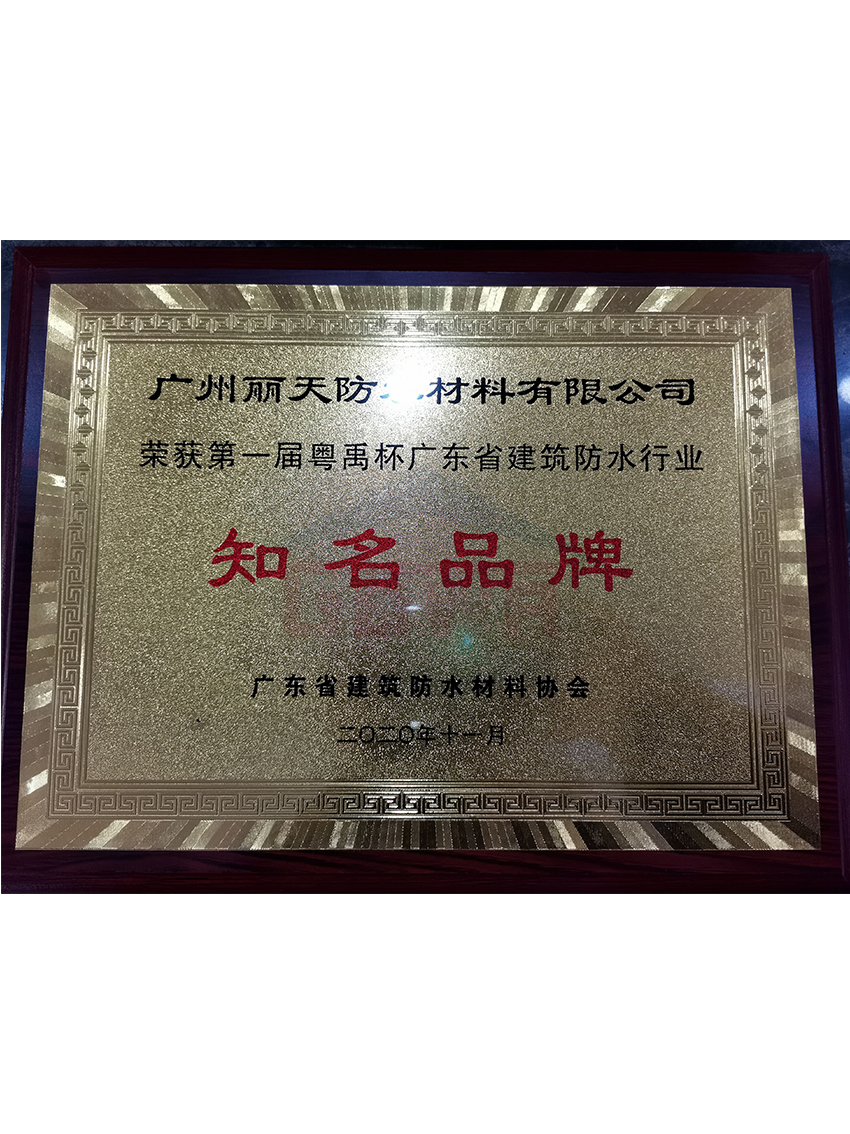 广州丽天防水材料有限公司
荣获第一届粤禹杯广东省建筑防水行业
知名品牌
广东省建筑防水材料协会
二〇二〇年十一月